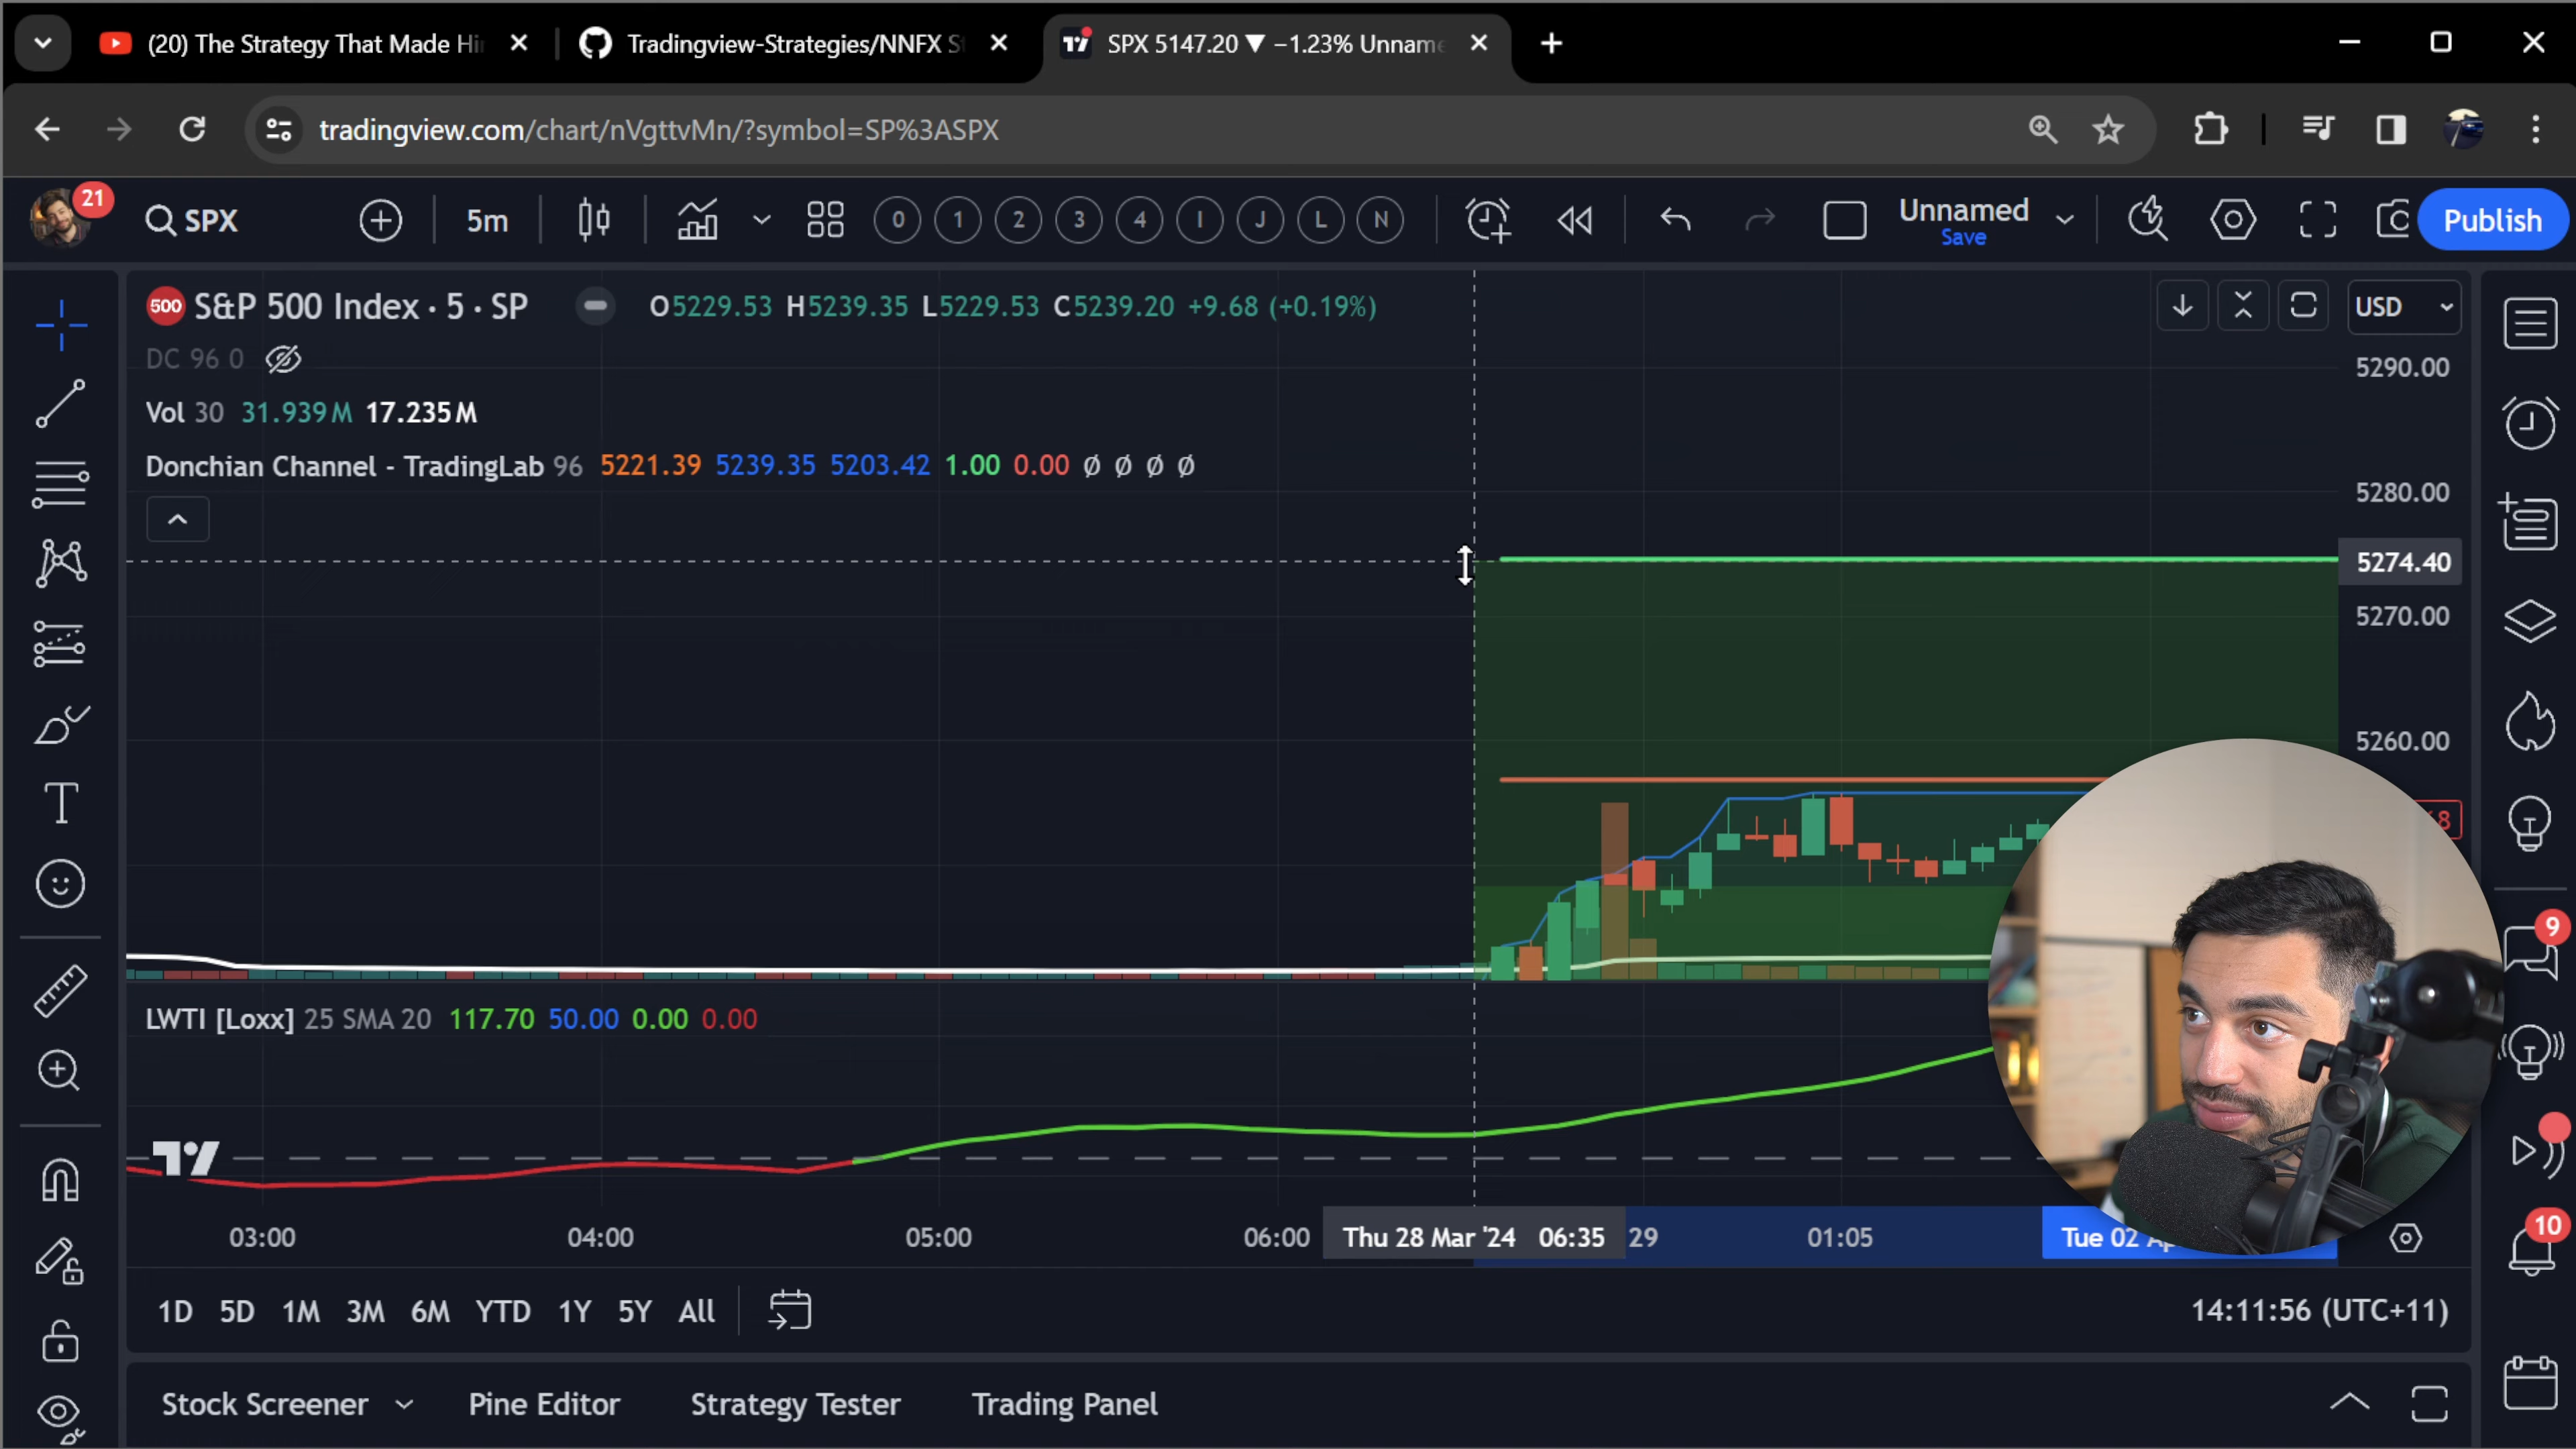 (20) The Strategy That Made Hi
Tradingview-Strategies/NNFX S
SPX 5147.20 ▼ −1.23% Unnam
tradingview.com/chart/nVgttvMn/?symbol=SP%3ASPX
21
SPX
5m
0 1 2 3 4 I J L N
Unnamed
Save
Publish
500 S&P 500 Index · 5 · SP O5229.53 H5239.35 L5229.53 C5239.20 +9.68 (+0.19%)
USD
DC 96 0
Vol 30 31.939M 17.235M
Donchian Channel - TradingLab 96 5221.39 5239.35 5203.42 1.00 0.00 ∅ ∅ ∅ ∅
5290.00
5280.00
5274.40
5270.00
5260.00
8
9
LWTI [Loxx] 25 SMA 20 117.70 50.00 0.00 0.00
10
03:00 04:00 05:00 06:00 Thu 28 Mar '24 06:35 29 01:05 Tue 02
1D 5D 1M 3M 6M YTD 1Y 5Y All
14:11:56 (UTC+11)
Stock Screener Pine Editor Strategy Tester Trading Panel